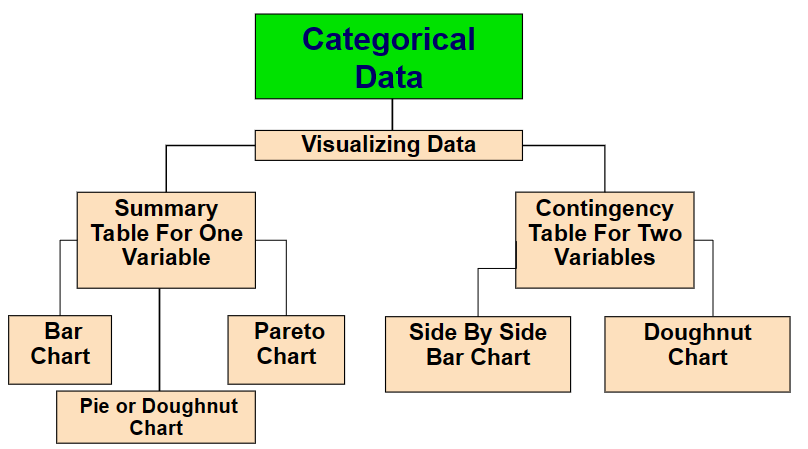 Categorical
Data
Visualizing Data
Summary
Table For One
Variable
Contingency
Table For Two
Variables
Bar
Chart
Pareto
Chart
Side By Side
Bar Chart
Doughnut
Chart
Pie or Doughnut
Chart